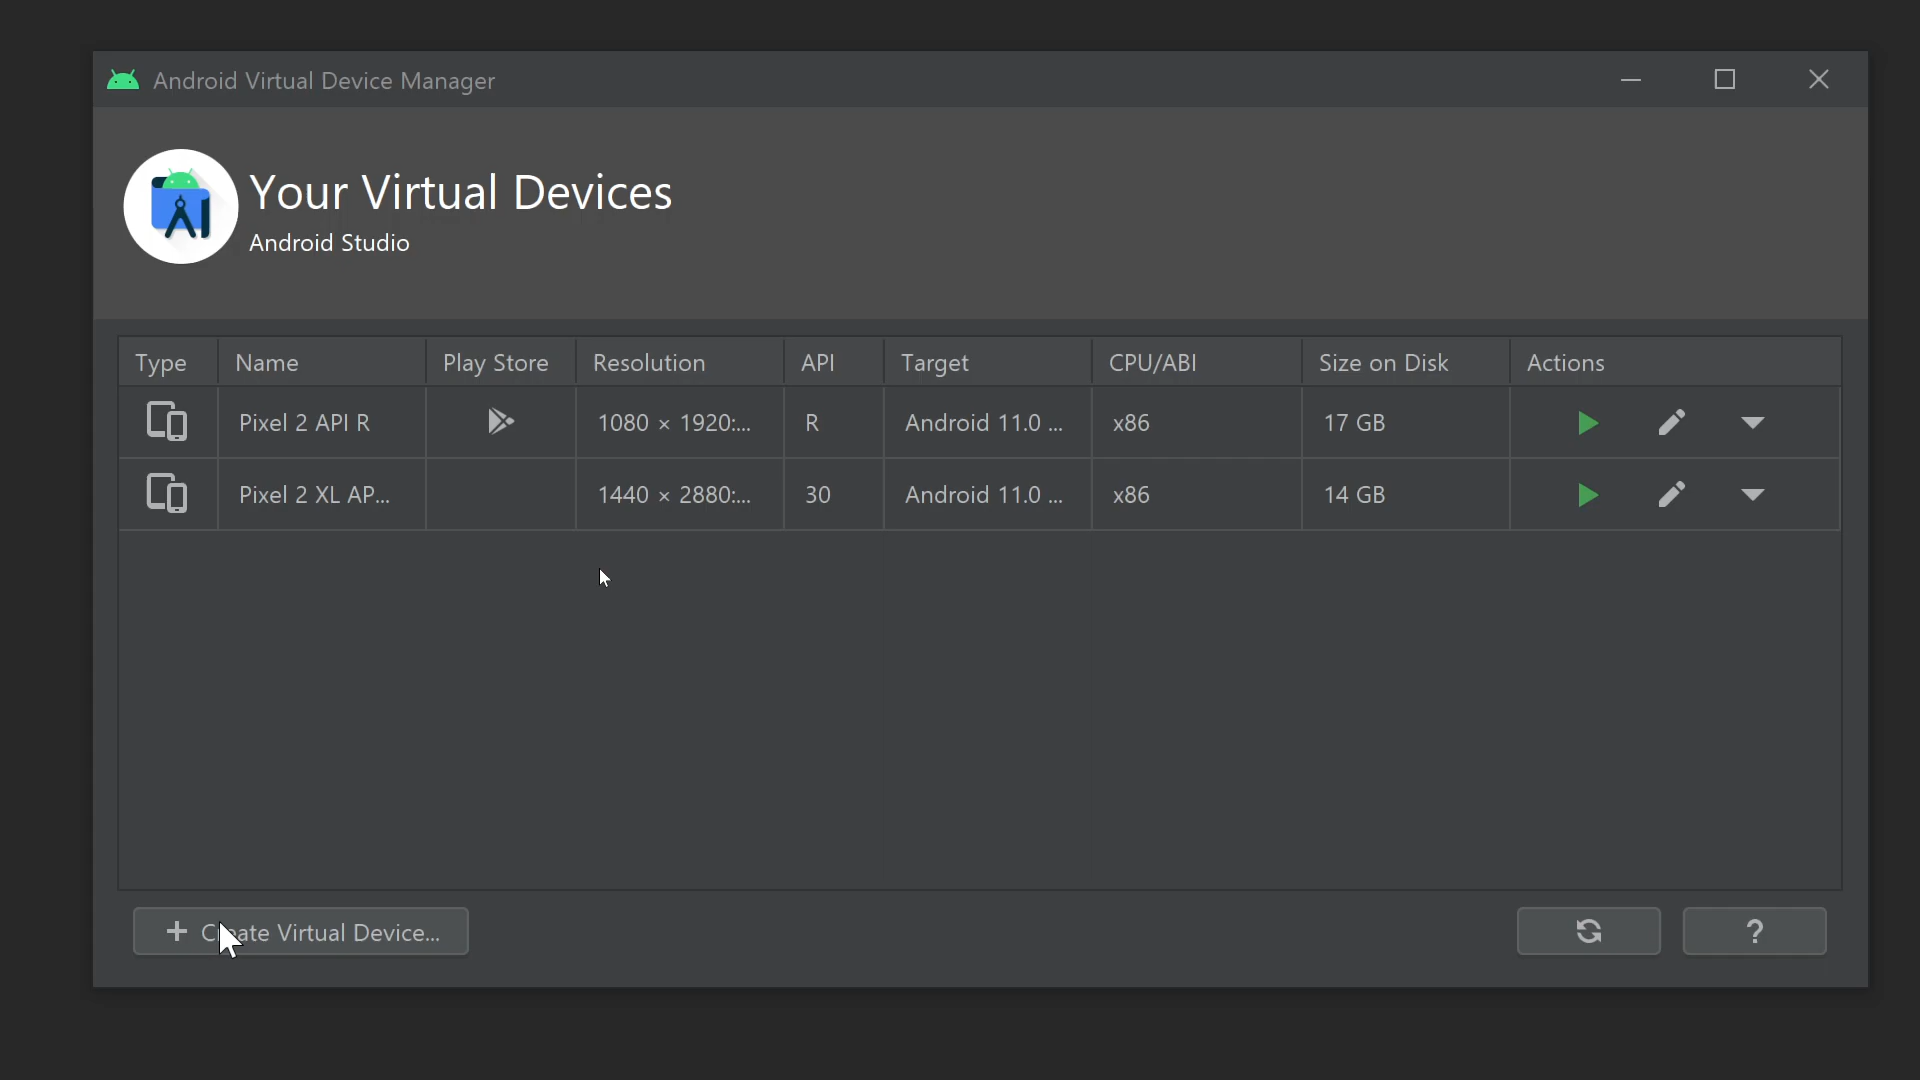 Android Virtual Device Manager
Your Virtual Devices
Android Studio
Type Name Play Store Resolution API Target CPU/ABI Size on Disk Actions
Pixel 2 API R 1080 × 1920:... R Android 11.0 ... x86 17 GB
Pixel 2 XL AP... 1440 × 2880:... 30 Android 11.0 ... x86 14 GB
+ Create Virtual Device... ?